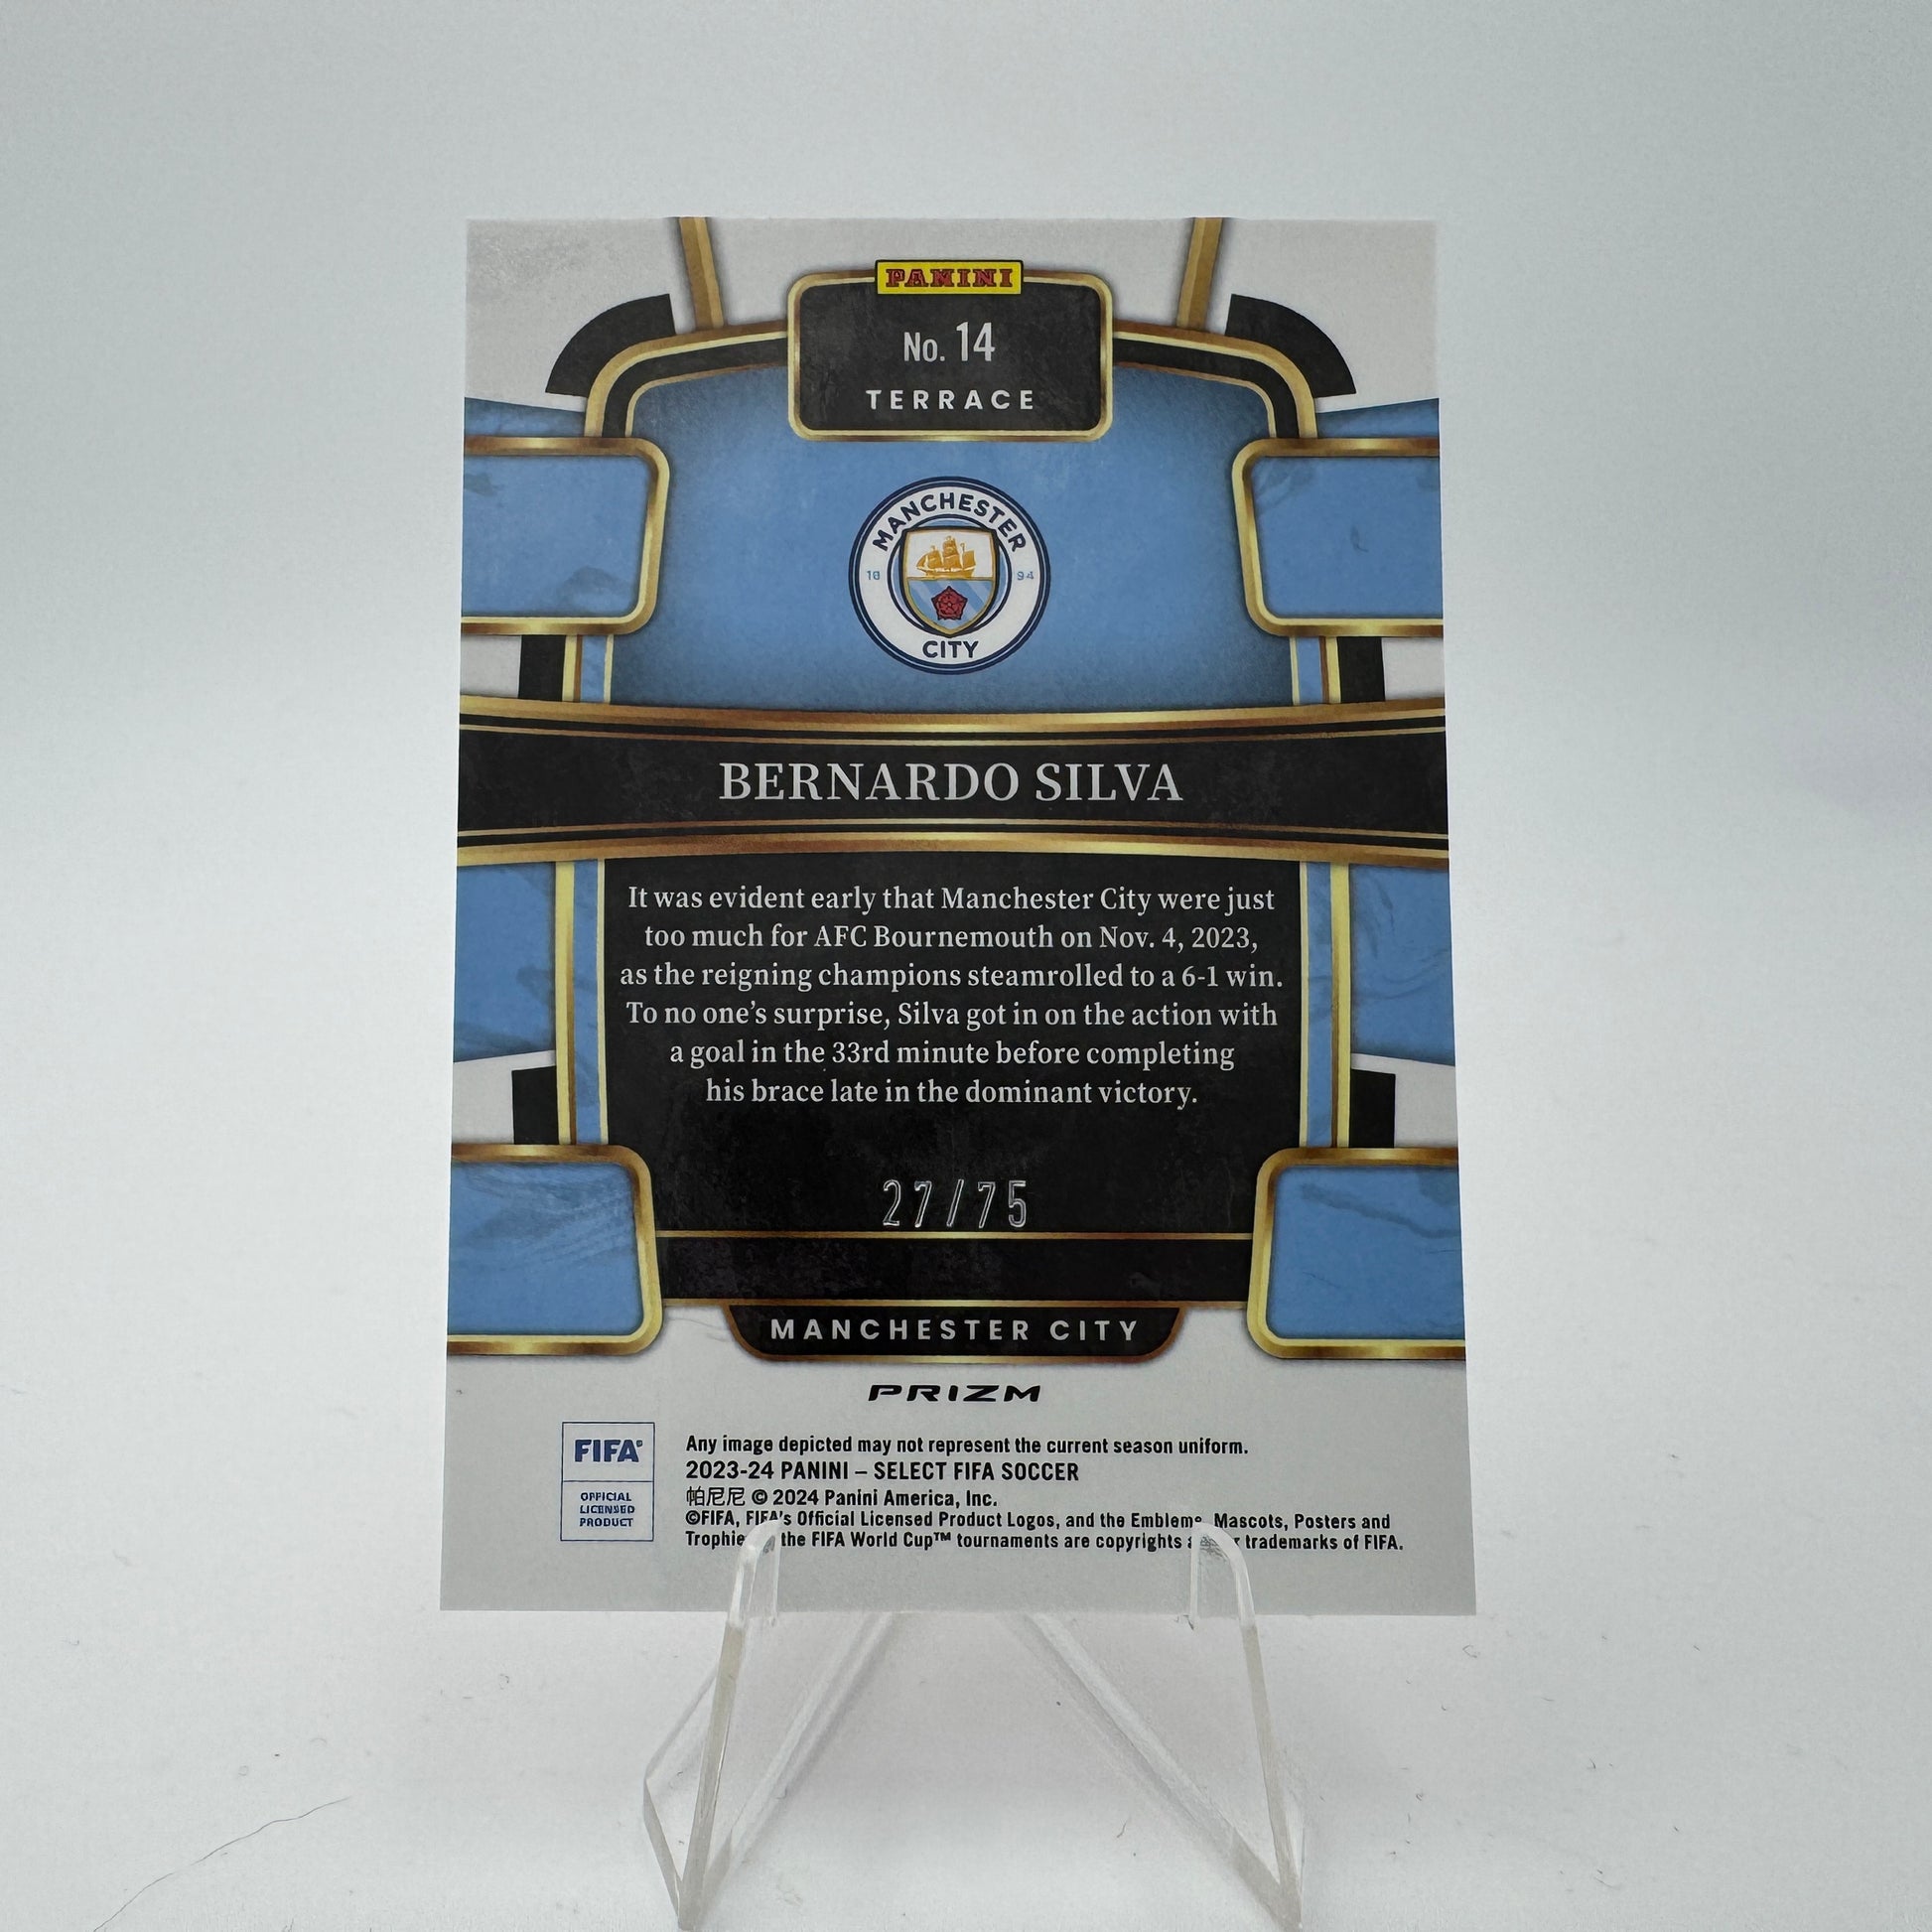 PANINI
No. 14
TERRACE
MANCHESTER
18 94
CITY
BERNARDO SILVA
It was evident early that Manchester City were just
too much for AFC Bournemouth on Nov. 4, 2023,
as the reigning champions steamrolled to a 6-1 win.
To no one’s surprise, Silva got in on the action with
a goal in the 33rd minute before completing
his brace late in the dominant victory.
27/75
MANCHESTER CITY
PRIZM
FIFA®
OFFICIAL
LICENSED
PRODUCT
Any image depicted may not represent the current season uniform.
2023-24 PANINI – SELECT FIFA SOCCER
帕尼尼 © 2024 Panini America, Inc.
©FIFA, FIFA's Official Licensed Product Logos, and the Emblems, Mascots, Posters and
the FIFA World Cup™ tournaments are copyrights trademarks of FIFA.